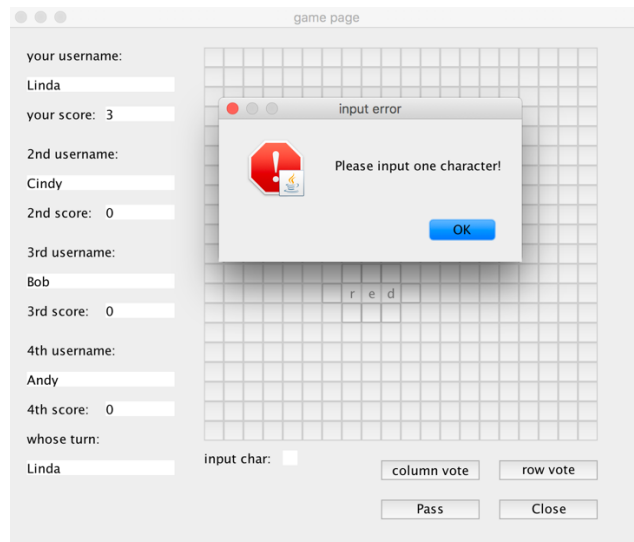 game page
your username:
Linda
your score: 3
2nd username:
Cindy
2nd score: 0
3rd username:
Bob
3rd score: 0
4th username:
Andy
4th score: 0
whose turn:
Linda
input error
Please input one character!
OK
r e d
input char:
column vote
row vote
Pass
Close